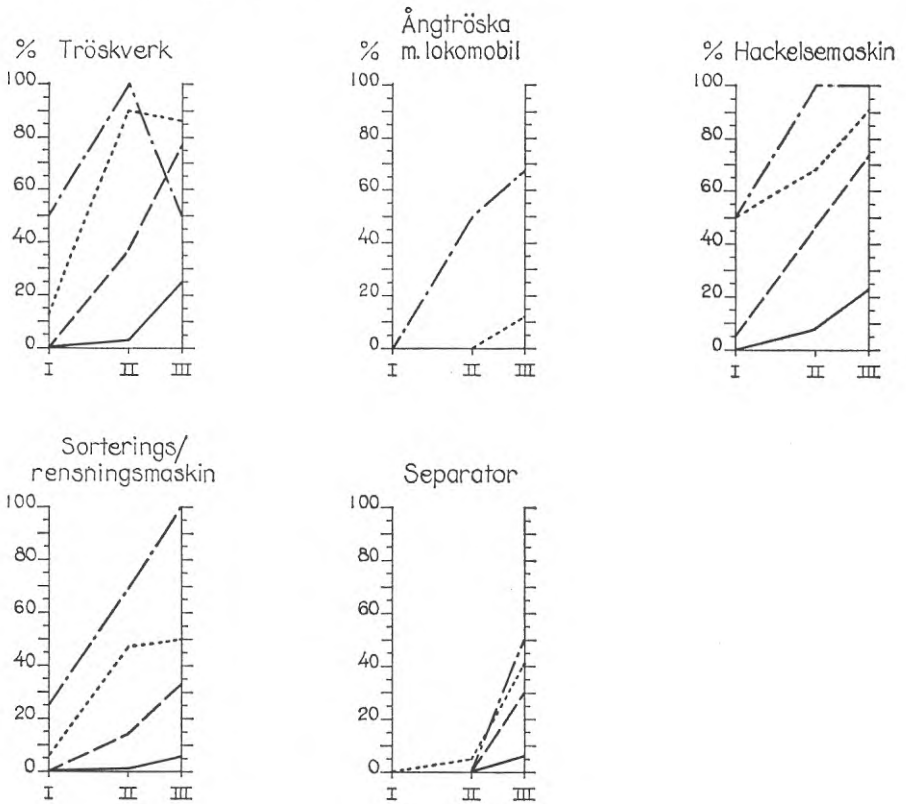 % Tröskverk
100
80
60
40
20
0
I II III
Ångtröska
% m. lokomobil
100
80
60
40
20
0
I II III
% Hackelsemaskin
100
80
60
40
20
0
I II III
Sorterings/
rensningsmaskin
100
80
60
40
20
0
I II III
Separator
100
80
60
40
20
0
I II III